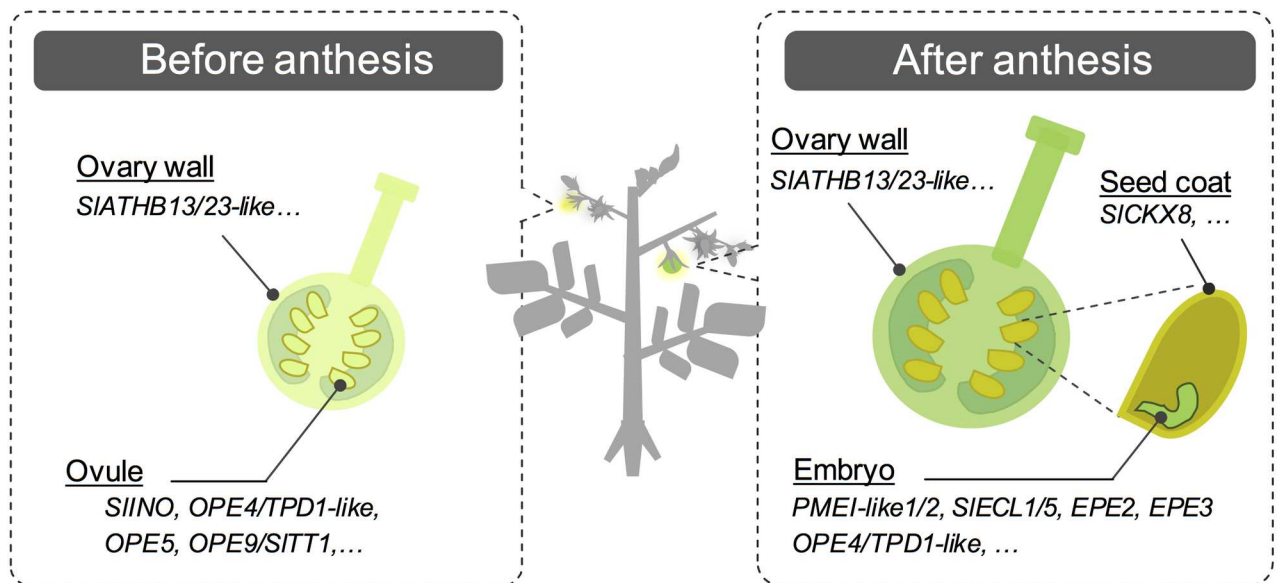 Before anthesis
Ovary wall
SlATHB13/23-like…
Ovule
SlINO, OPE4/TPD1-like,
OPE5, OPE9/SlTT1,…
After anthesis
Ovary wall
SlATHB13/23-like…
Seed coat
SlCKX8, …
Embryo
PMEI-like1/2, SlECL1/5, EPE2, EPE3
OPE4/TPD1-like, …